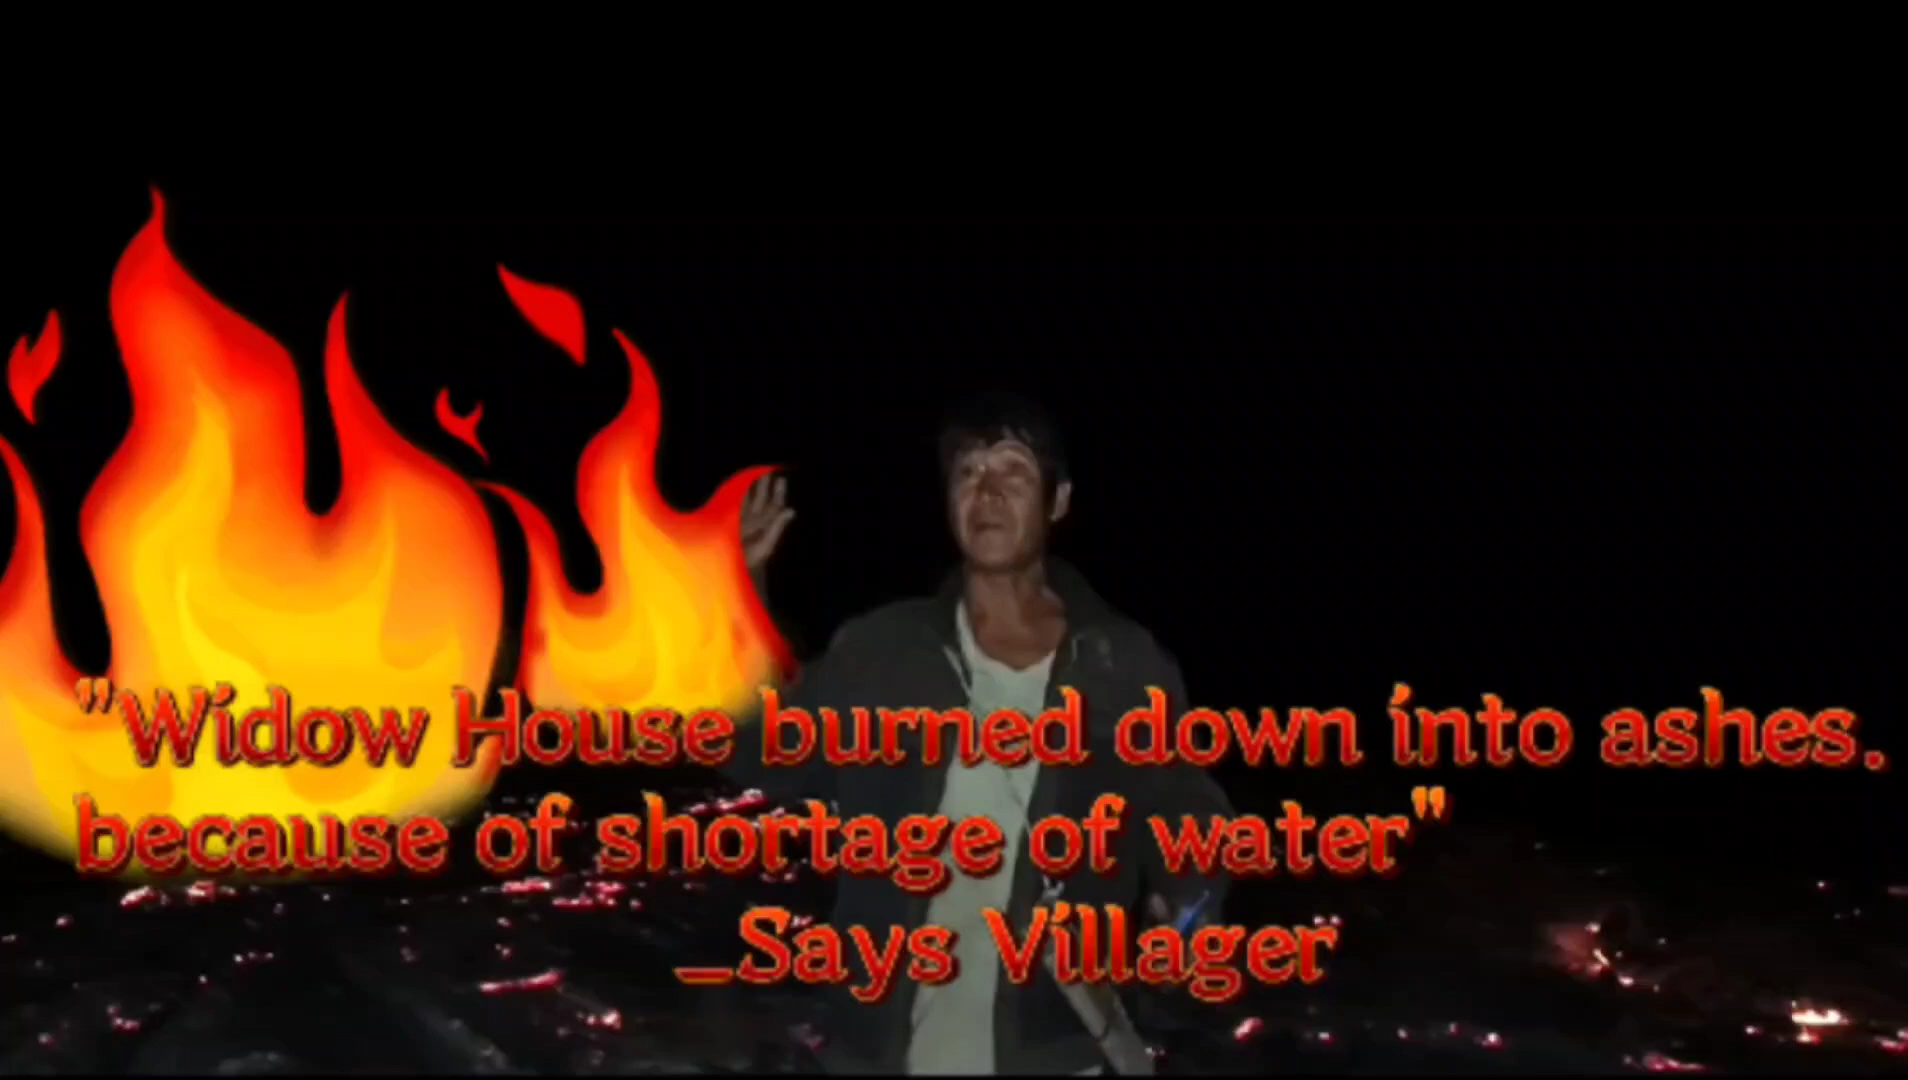 "Widow House burned down into ashes.
because of shortage of water"
_Says Villager